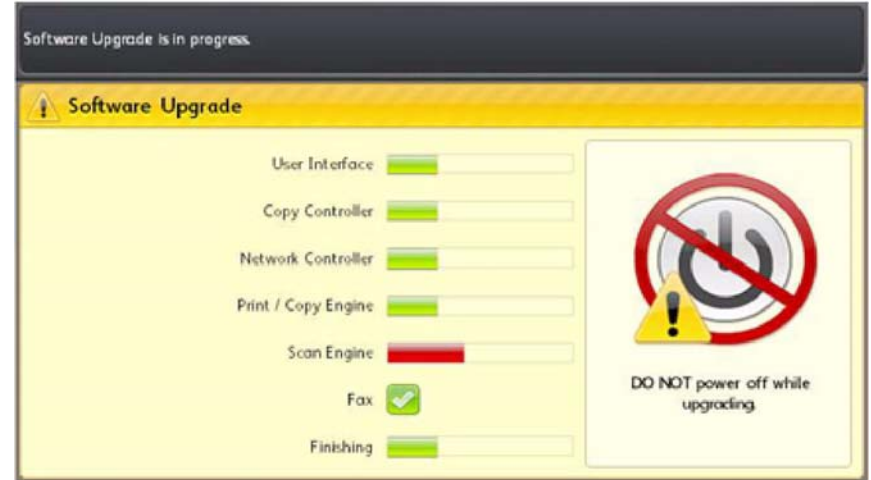 Software Upgrade is in progress.
Software Upgrade
User Interface
Copy Controller
Network Controller
Print / Copy Engine
Scan Engine
Fax
Finishing
DO NOT power off while
upgrading.